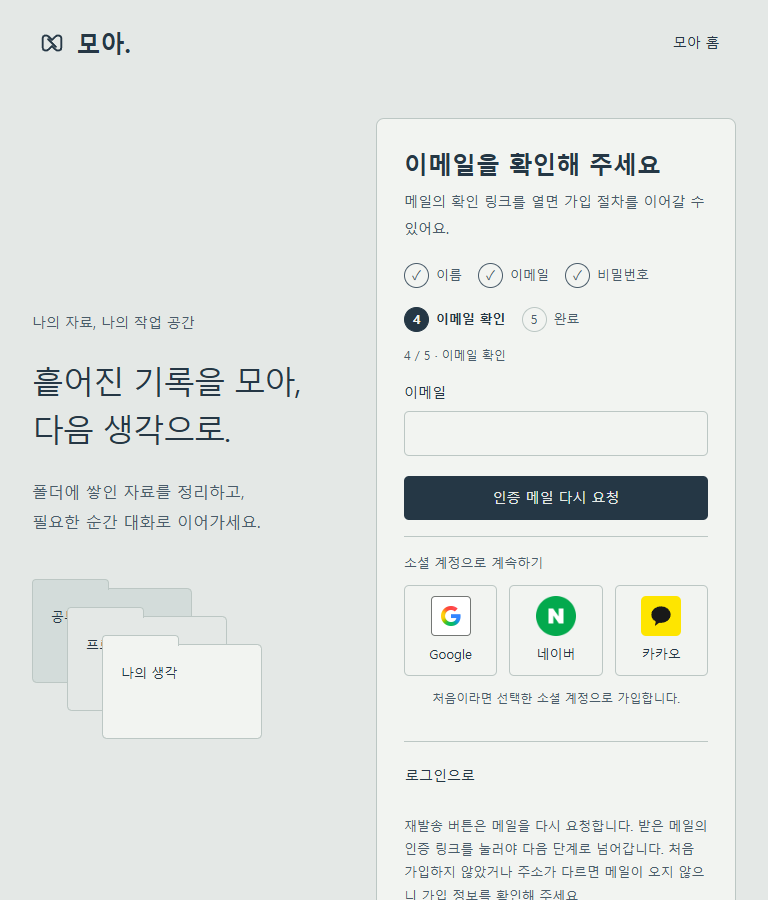 모아.
모아 홈
나의 자료, 나의 작업 공간
흩어진 기록을 모아,
다음 생각으로.
폴더에 쌓인 자료를 정리하고,
필요한 순간 대화로 이어가세요.
나의 생각
이메일을 확인해 주세요
메일의 확인 링크를 열면 가입 절차를 이어갈 수
있어요.
✓ 이름 ✓ 이메일 ✓ 비밀번호
4 이메일 확인 5 완료
4 / 5 · 이메일 확인
이메일
인증 메일 다시 요청
소셜 계정으로 계속하기
Google 네이버 카카오
처음이라면 선택한 소셜 계정으로 가입합니다.
로그인으로
재발송 버튼은 메일을 다시 요청합니다. 받은 메일의
인증 링크를 눌러야 다음 단계로 넘어갑니다. 처음
가입하지 않았거나 주소가 다르면 메일이 오지 않으
니 가입 정보를 확인해 주세요